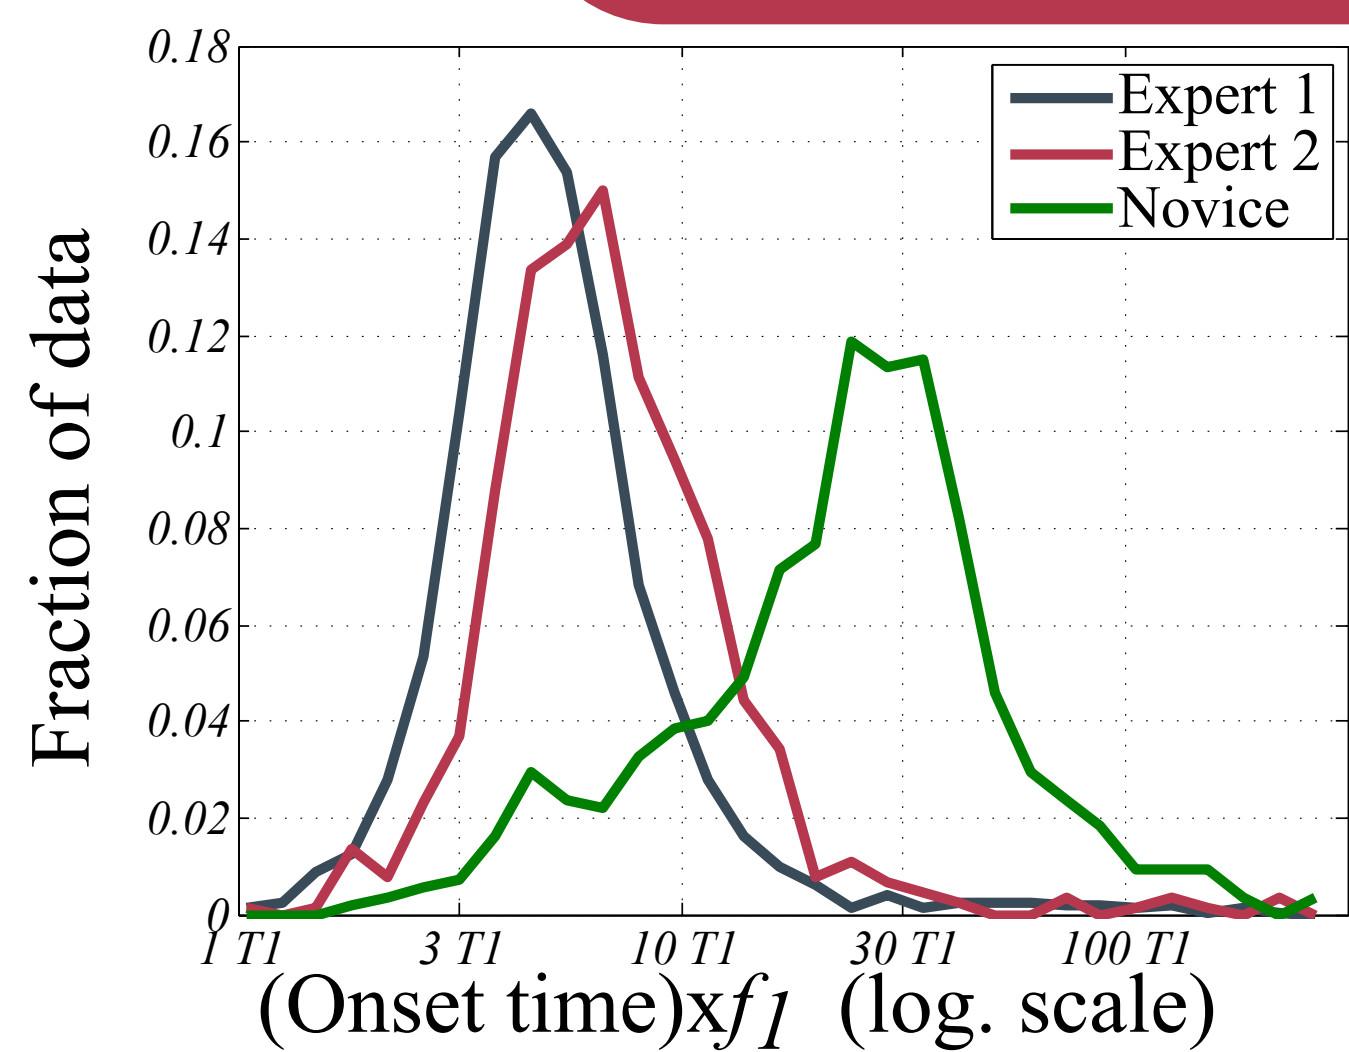 0.18
0.16
0.14
0.12
0.1
0.08
0.06
0.04
0.02
0
Fraction of data
Expert 1
Expert 2
Novice
1 T1 3 T1 10 T1 30 T1 100 T1
(Onset time)xf1 (log. scale)